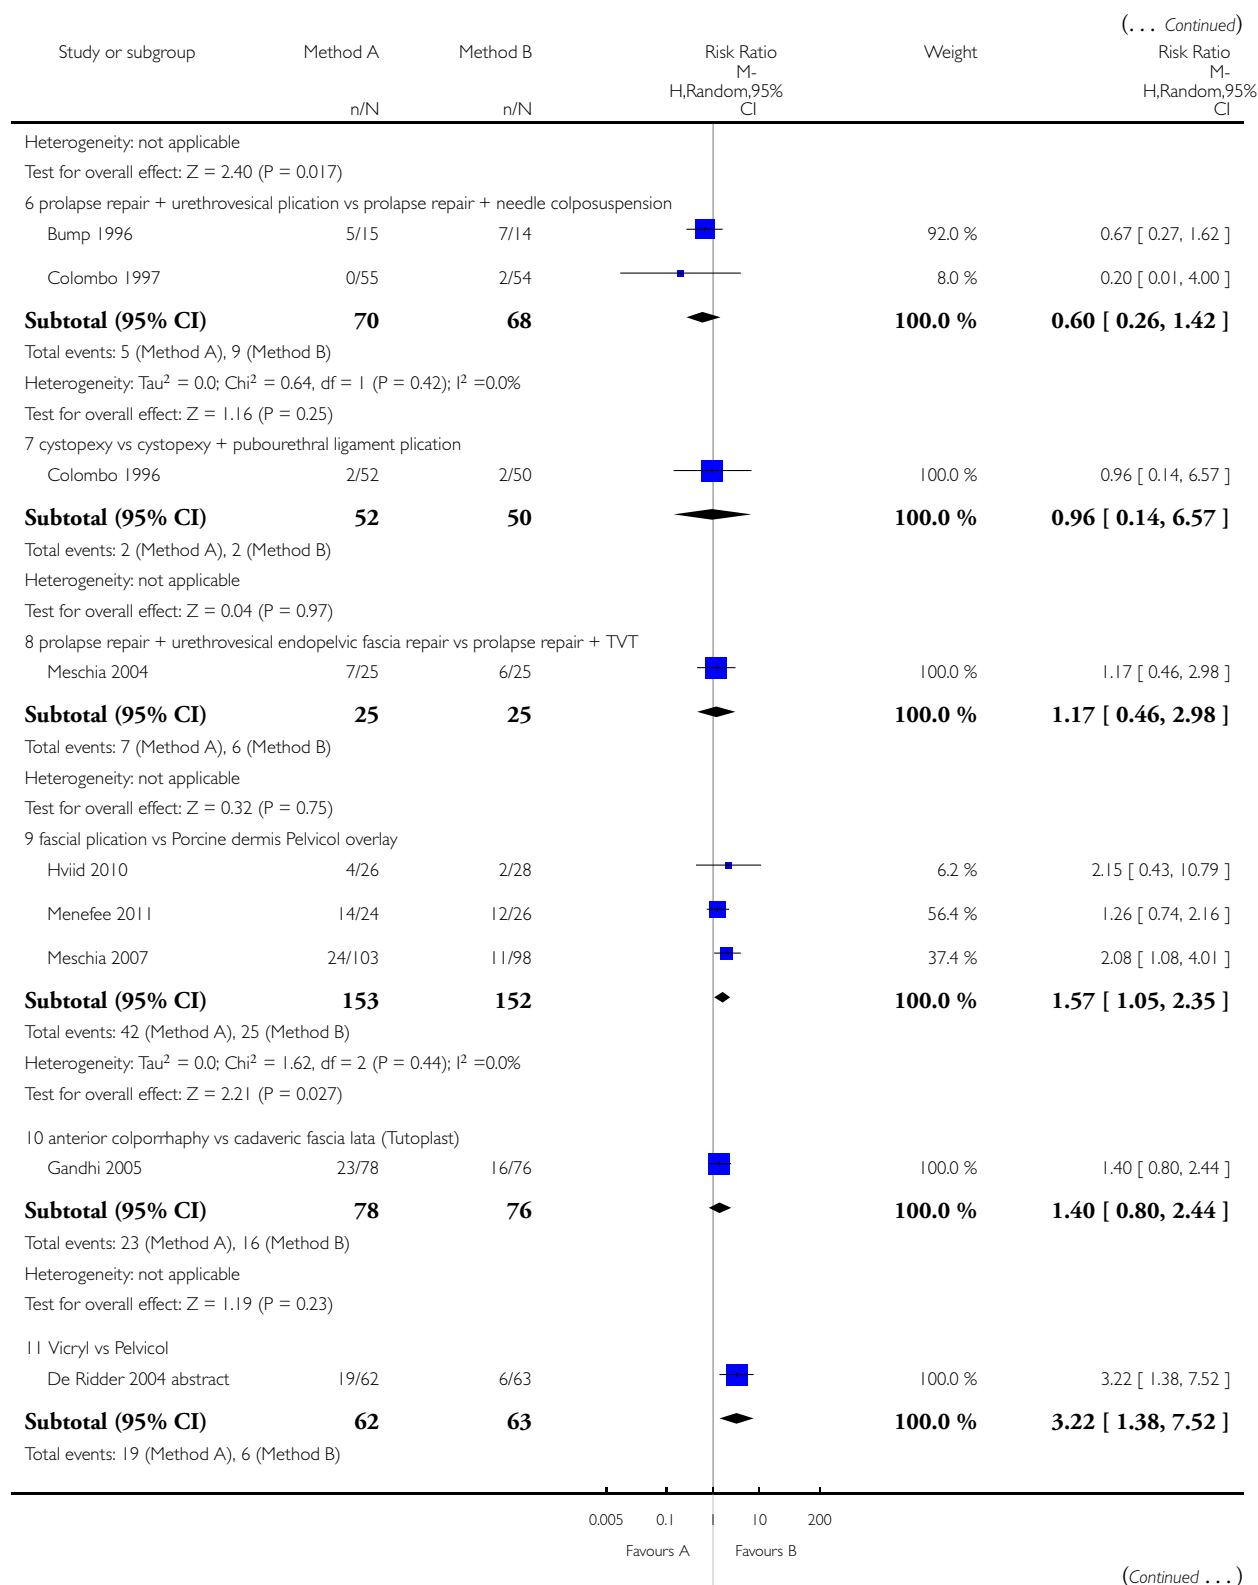 (... Continued)
Study or subgroup Method A Method B Risk Ratio Weight Risk Ratio
M- M-
H,Random,95% H,Random,95%
n/N n/N CI CI
Heterogeneity: not applicable
Test for overall effect: Z = 2.40 (P = 0.017)
6 prolapse repair + urethrovesical plication vs prolapse repair + needle colposuspension
Bump 1996 5/15 7/14 92.0 % 0.67 [ 0.27, 1.62 ]
Colombo 1997 0/55 2/54 8.0 % 0.20 [ 0.01, 4.00 ]
Subtotal (95% CI) 70 68 100.0 % 0.60 [ 0.26, 1.42 ]
Total events: 5 (Method A), 9 (Method B)
Heterogeneity: Tau² = 0.0; Chi² = 0.64, df = 1 (P = 0.42); I² =0.0%
Test for overall effect: Z = 1.16 (P = 0.25)
7 cystopexy vs cystopexy + pubourethral ligament plication
Colombo 1996 2/52 2/50 100.0 % 0.96 [ 0.14, 6.57 ]
Subtotal (95% CI) 52 50 100.0 % 0.96 [ 0.14, 6.57 ]
Total events: 2 (Method A), 2 (Method B)
Heterogeneity: not applicable
Test for overall effect: Z = 0.04 (P = 0.97)
8 prolapse repair + urethrovesical endopelvic fascia repair vs prolapse repair + TVT
Meschia 2004 7/25 6/25 100.0 % 1.17 [ 0.46, 2.98 ]
Subtotal (95% CI) 25 25 100.0 % 1.17 [ 0.46, 2.98 ]
Total events: 7 (Method A), 6 (Method B)
Heterogeneity: not applicable
Test for overall effect: Z = 0.32 (P = 0.75)
9 fascial plication vs Porcine dermis Pelvicol overlay
Hviid 2010 4/26 2/28 6.2 % 2.15 [ 0.43, 10.79 ]
Menefee 2011 14/24 12/26 56.4 % 1.26 [ 0.74, 2.16 ]
Meschia 2007 24/103 11/98 37.4 % 2.08 [ 1.08, 4.01 ]
Subtotal (95% CI) 153 152 100.0 % 1.57 [ 1.05, 2.35 ]
Total events: 42 (Method A), 25 (Method B)
Heterogeneity: Tau² = 0.0; Chi² = 1.62, df = 2 (P = 0.44); I² =0.0%
Test for overall effect: Z = 2.21 (P = 0.027)
10 anterior colporrhaphy vs cadaveric fascia lata (Tutoplast)
Gandhi 2005 23/78 16/76 100.0 % 1.40 [ 0.80, 2.44 ]
Subtotal (95% CI) 78 76 100.0 % 1.40 [ 0.80, 2.44 ]
Total events: 23 (Method A), 16 (Method B)
Heterogeneity: not applicable
Test for overall effect: Z = 1.19 (P = 0.23)
11 Vicryl vs Pelvicol
De Ridder 2004 abstract 19/62 6/63 100.0 % 3.22 [ 1.38, 7.52 ]
Subtotal (95% CI) 62 63 100.0 % 3.22 [ 1.38, 7.52 ]
Total events: 19 (Method A), 6 (Method B)
0.005 0.1 1 10 200
Favours A Favours B
(Continued ...)